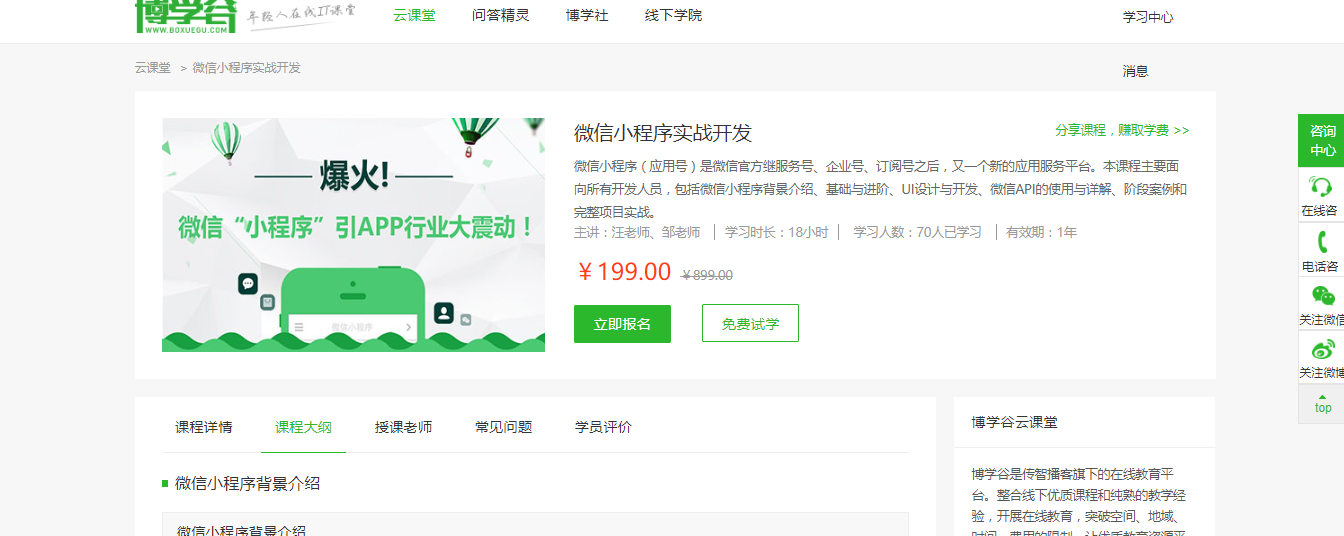 博学谷
WWW.BOXUEGU.COM
年轻人在线IT课堂
云课堂 问答精灵 博学社 线下学院
学习中心
消息
云课堂 > 微信小程序实战开发
爆火!
微信“小程序”引APP行业大震动！
微信小程序
微信小程序实战开发
分享课程，赚取学费 >>
微信小程序（应用号）是微信官方继服务号、企业号、订阅号之后，又一个新的应用服务平台。本课程主要面
向所有开发人员，包括微信小程序背景介绍、基础与进阶、UI设计与开发、微信API的使用与详解、阶段案例和
完整项目实战。
主讲：汪老师、邹老师 | 学习时长：18小时 | 学习人数：70人已学习 | 有效期：1年
￥199.00 ￥899.00
立即报名 免费试学
咨询
中心
在线咨
电话咨
关注微信
关注微博
top
课程详情 课程大纲 授课老师 常见问题 学员评价
微信小程序背景介绍
微信小程序背景介绍
博学谷云课堂
博学谷是传智播客旗下的在线教育平
台。整合线下优质课程和纯熟的教学经
验，开展在线教育，突破空间、地域、
时间、费用的限制，让优质教育资源平